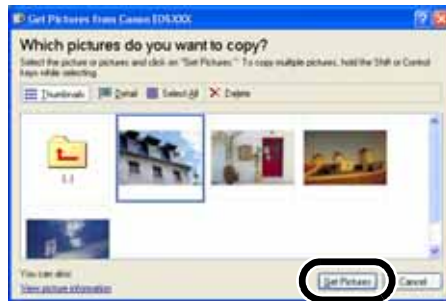 Get Pictures from Canon EOSXXX
Which pictures do you want to copy?
Select the picture or pictures and click on "Get Pictures." To copy multiple pictures, hold the Shift or Control
keys while selecting.
Thumbnails Detail Select All Delete
You can also:
View picture information
Get Pictures Cancel